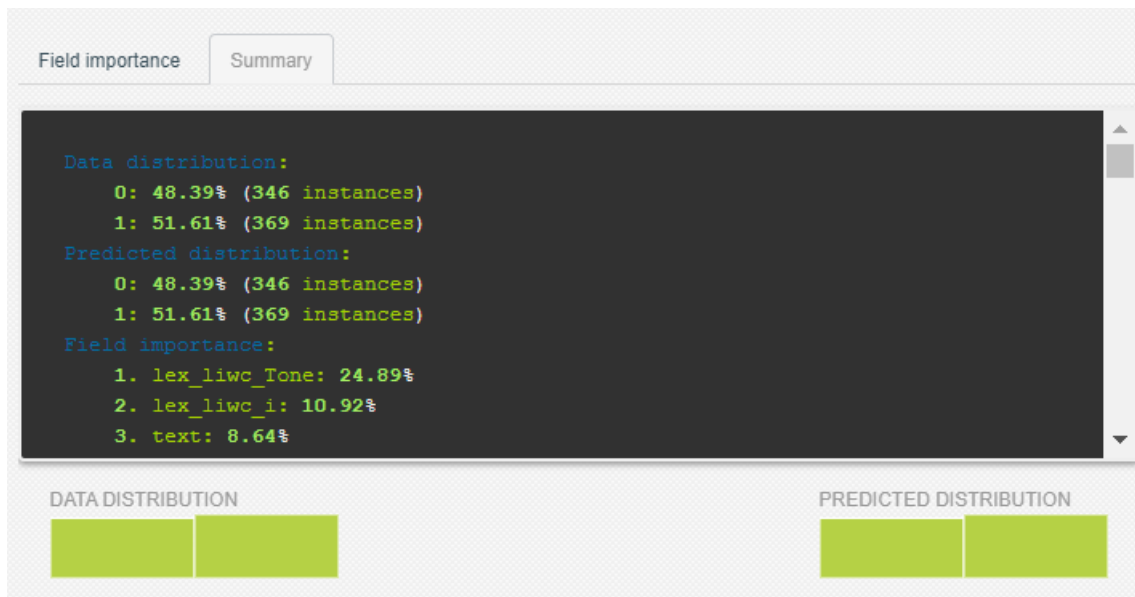 Field importance
Summary
Data distribution:
0: 48.39% (346 instances)
1: 51.61% (369 instances)
Predicted distribution:
0: 48.39% (346 instances)
1: 51.61% (369 instances)
Field importance:
1. lex_liwc_Tone: 24.89%
2. lex_liwc_i: 10.92%
3. text: 8.64%
DATA DISTRIBUTION
PREDICTED DISTRIBUTION